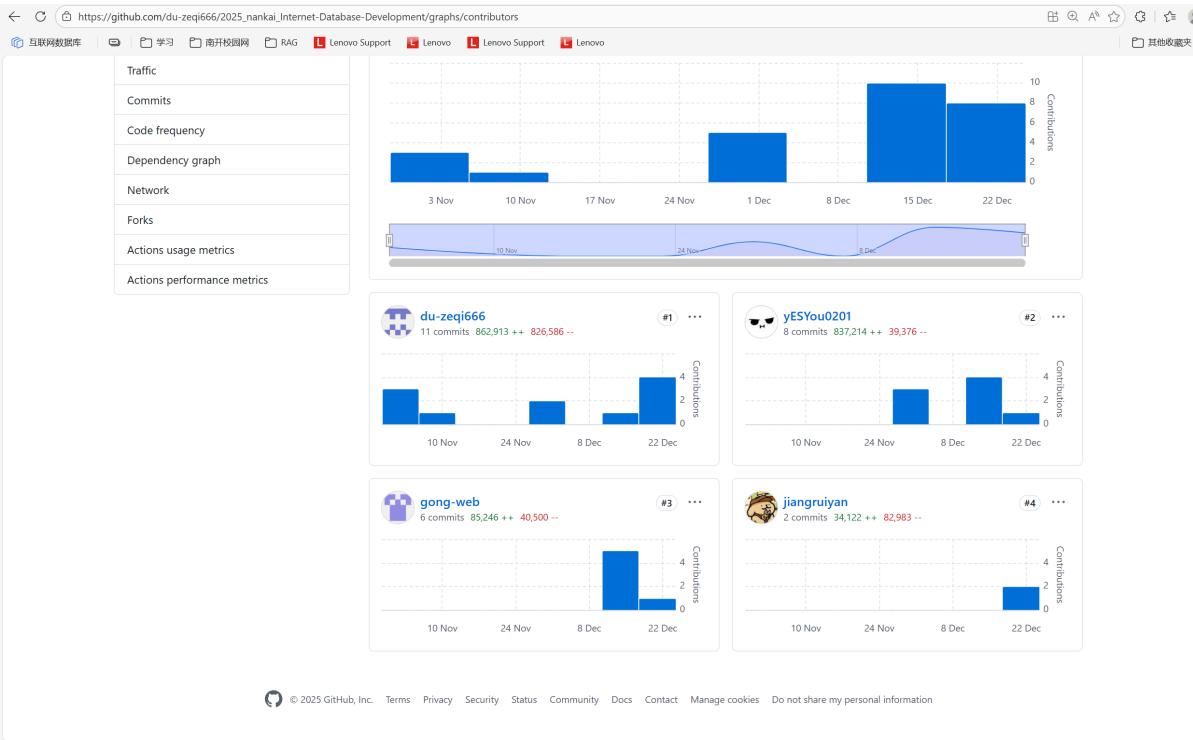 https://github.com/du-zeqi666/2025_nankai_Internet-Database-Development/graphs/contributors
互联网数据库 学习 南开校园网 RAG Lenovo Support Lenovo Lenovo Support Lenovo 其他收藏夹
Traffic
Commits
Code frequency
Dependency graph
Network
Forks
Actions usage metrics
Actions performance metrics
10
8
6
4
2
0
Contributions
3 Nov 10 Nov 17 Nov 24 Nov 1 Dec 8 Dec 15 Dec 22 Dec
10 Nov 24 Nov 8 Dec
du-zeqi666 #1
11 commits 862,913 ++ 826,586 --
4
2
0
Contributions
10 Nov 24 Nov 8 Dec 22 Dec
yESYou0201 #2
8 commits 837,214 ++ 39,376 --
4
2
0
Contributions
10 Nov 24 Nov 8 Dec 22 Dec
gong-web #3
6 commits 85,246 ++ 40,500 --
4
2
0
Contributions
10 Nov 24 Nov 8 Dec 22 Dec
jiangruiyan #4
2 commits 34,122 ++ 82,983 --
4
2
0
Contributions
10 Nov 24 Nov 8 Dec 22 Dec
© 2025 GitHub, Inc. Terms Privacy Security Status Community Docs Contact Manage cookies Do not share my personal information